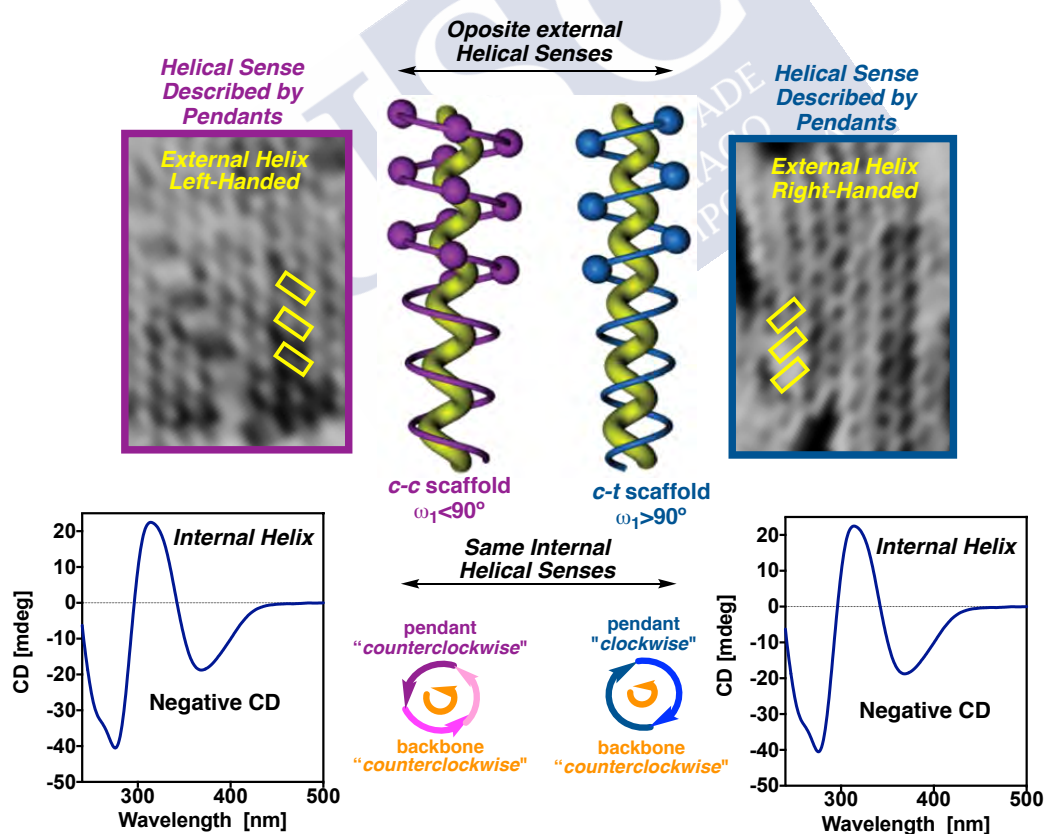 Opposite external
Helical Senses
Helical Sense
Described by
Pendants
External Helix
Left-Handed
Helical Sense
Described by
Pendants
External Helix
Right-Handed
c-c scaffold
ω1<90º
c-t scaffold
ω1>90º
Same Internal
Helical Senses
pendant
“counterclockwise"
backbone
“counterclockwise"
pendant
"clockwise”
backbone
“counterclockwise"
CD [mdeg]
20
10
0
-10
-20
-30
-40
-50
Internal Helix
Negative CD
300
400
500
Wavelength [nm]
CD [mdeg]
20
10
0
-10
-20
-30
-40
-50
Internal Helix
Negative CD
300
400
500
Wavelength [nm]
USC